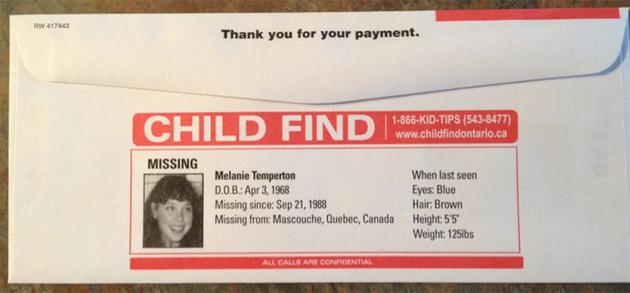 RW 417443
Thank you for your payment.
CHILD FIND
1-866-KID-TIPS (543-8477)
www.childfindontario.ca
MISSING
Melanie Temperton
D.O.B.: Apr 3, 1968
Missing since: Sep 21, 1988
Missing from: Mascouche, Quebec, Canada
When last seen
Eyes: Blue
Hair: Brown
Height: 5'5"
Weight: 125lbs
ALL CALLS ARE CONFIDENTIAL